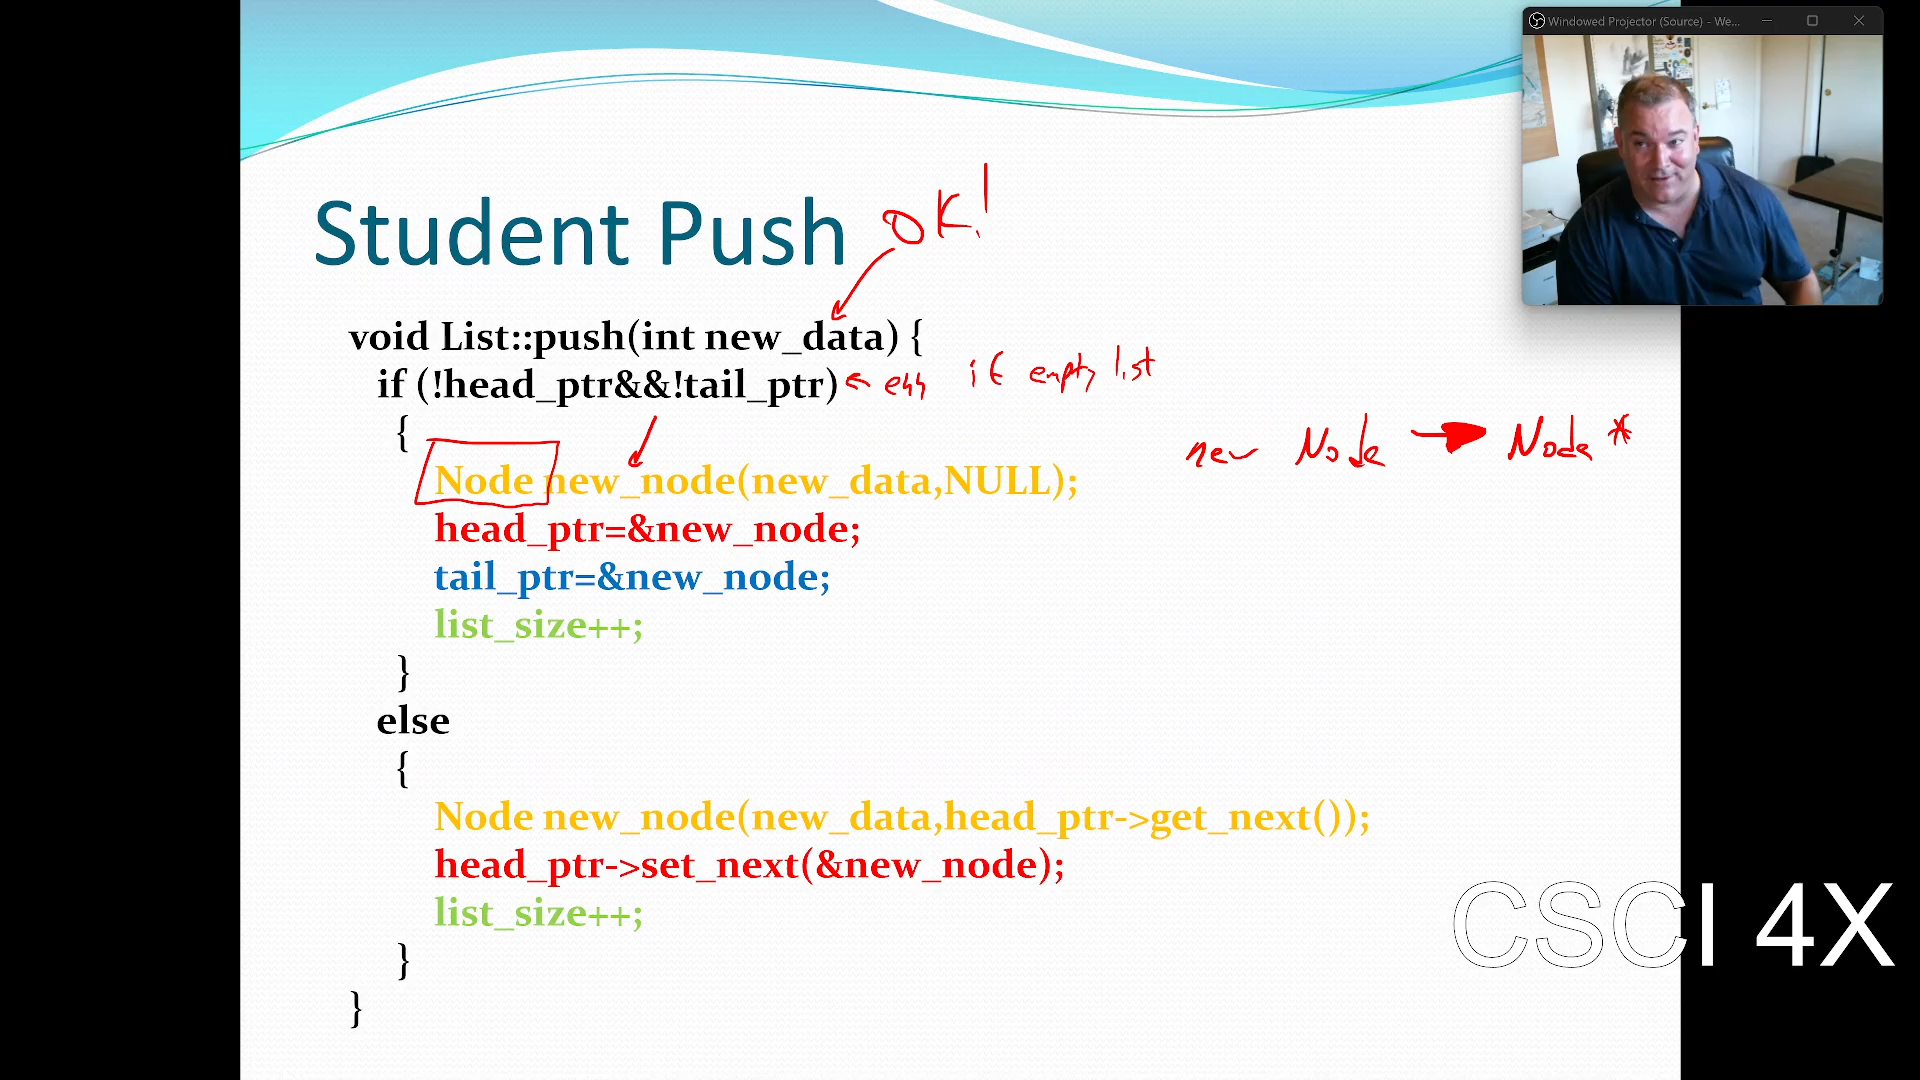 Windowed Projector (Source) - We...
Student Push OK!
void List::push(int new_data) {
if (!head_ptr&&!tail_ptr) ← ehh if empty list
{
new Node → Node *
Node new_node(new_data,NULL);
head_ptr=&new_node;
tail_ptr=&new_node;
list_size++;
}
else
{
Node new_node(new_data,head_ptr->get_next());
head_ptr->set_next(&new_node);
list_size++;
}
}
CSCI 4X